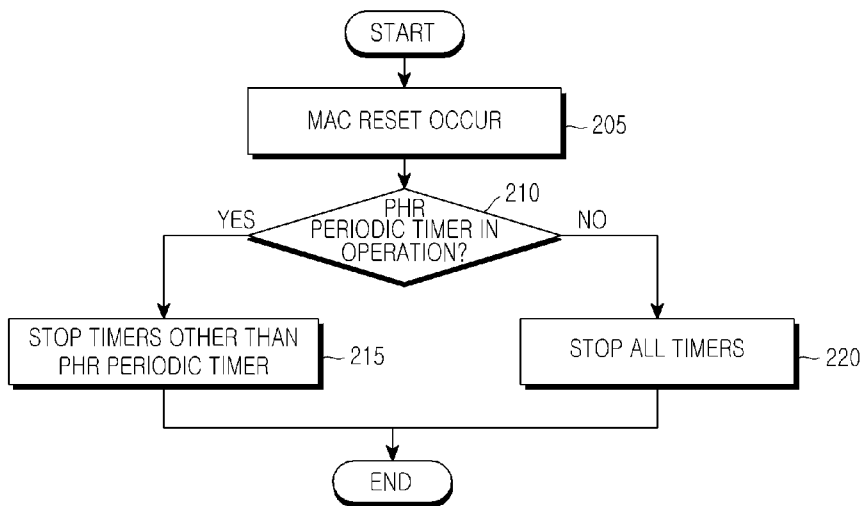 START
MAC RESET OCCUR
205
210
PHR
PERIODIC TIMER IN
OPERATION?
YES
NO
STOP TIMERS OTHER THAN
PHR PERIODIC TIMER
215
STOP ALL TIMERS
220
END